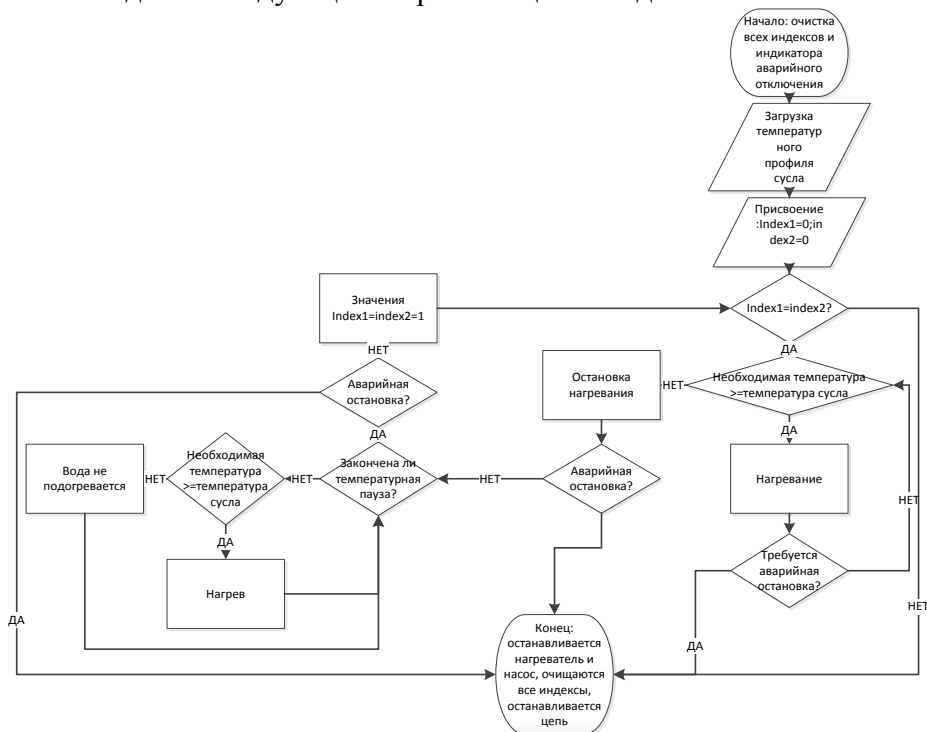 Начало: очистка
всех индексов и
индикатора
аварийного
отключения
Загрузка
температур
ного
профиля
сусла
Присвоение
:Index1=0;in
dex2=0
Значения
Index1=index2=1
Index1=index2?
НЕТ
ДА
Аварийная
остановка?
Остановка
нагревания
НЕТ
Необходимая температура
>=температура сусла
ДА
ДА
Вода не
подогревается
НЕТ
Необходимая
температура
>=температура
сусла
НЕТ
Закончена ли
температурная
пауза?
НЕТ
Аварийная
остановка?
Нагревание
НЕТ
ДА
Нагрев
Требуется
аварийная
остановка?
НЕТ
ДА
ДА
Конец:
останавливается
нагреватель и
насос, очищаются
все индексы,
останавливается
цепь